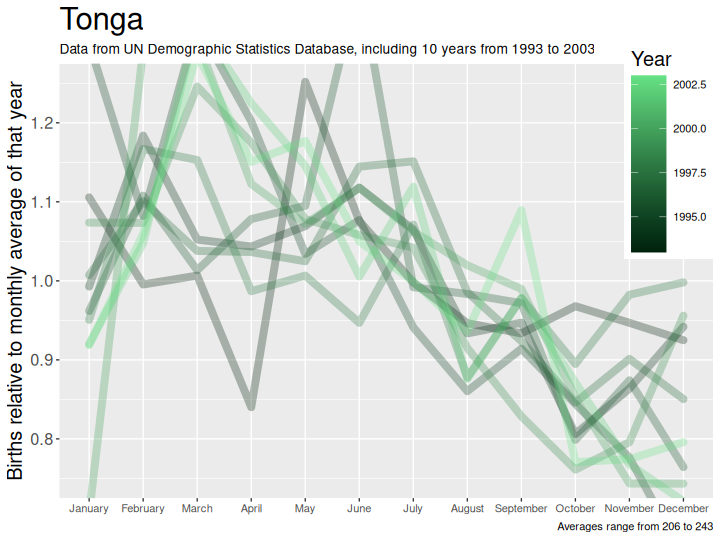 Tonga
Data from UN Demographic Statistics Database, including 10 years from 1993 to 2003
Year
2002.5
2000.0
1997.5
1995.0
Births relative to monthly average of that year
1.2
1.1
1.0
0.9
0.8
January February March April May June July August September October November December
Averages range from 206 to 243